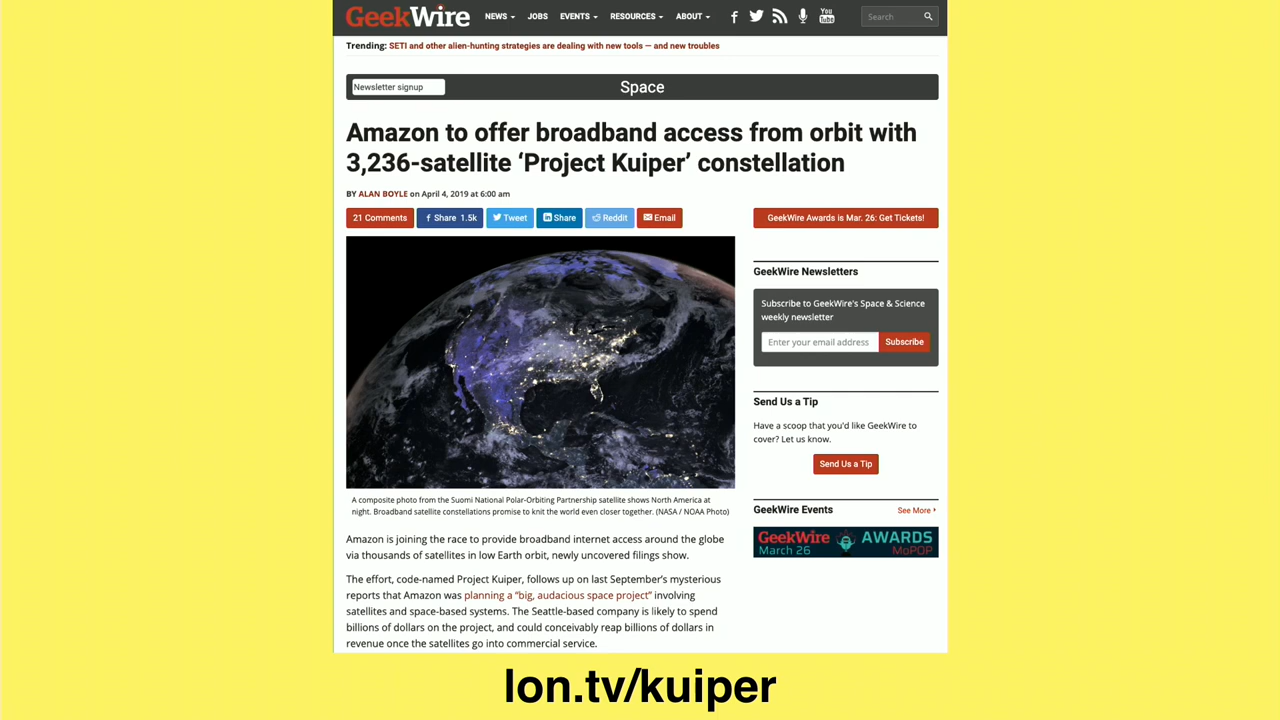 GeekWire
NEWS JOBS EVENTS RESOURCES ABOUT
You Tube
Search
Trending: SETI and other alien-hunting strategies are dealing with new tools — and new troubles
Newsletter signup
Space
Amazon to offer broadband access from orbit with
3,236-satellite ‘Project Kuiper’ constellation
BY ALAN BOYLE on April 4, 2019 at 6:00 am
21 Comments
Share 1.5k
Tweet
Share
Reddit
Email
GeekWire Awards is Mar. 26: Get Tickets!
A composite photo from the Suomi National Polar-Orbiting Partnership satellite shows North America at
night. Broadband satellite constellations promise to knit the world even closer together. (NASA / NOAA Photo)
Amazon is joining the race to provide broadband internet access around the globe
via thousands of satellites in low Earth orbit, newly uncovered filings show.
The effort, code-named Project Kuiper, follows up on last September’s mysterious
reports that Amazon was planning a “big, audacious space project” involving
satellites and space-based systems. The Seattle-based company is likely to spend
billions of dollars on the project, and could conceivably reap billions of dollars in
revenue once the satellites go into commercial service.
GeekWire Newsletters
Subscribe to GeekWire's Space & Science
weekly newsletter
Enter your email address
Subscribe
Send Us a Tip
Have a scoop that you'd like GeekWire to
cover? Let us know.
Send Us a Tip
GeekWire Events
See More
GeekWire AWARDS
March 26 MoPOP
lon.tv/kuiper